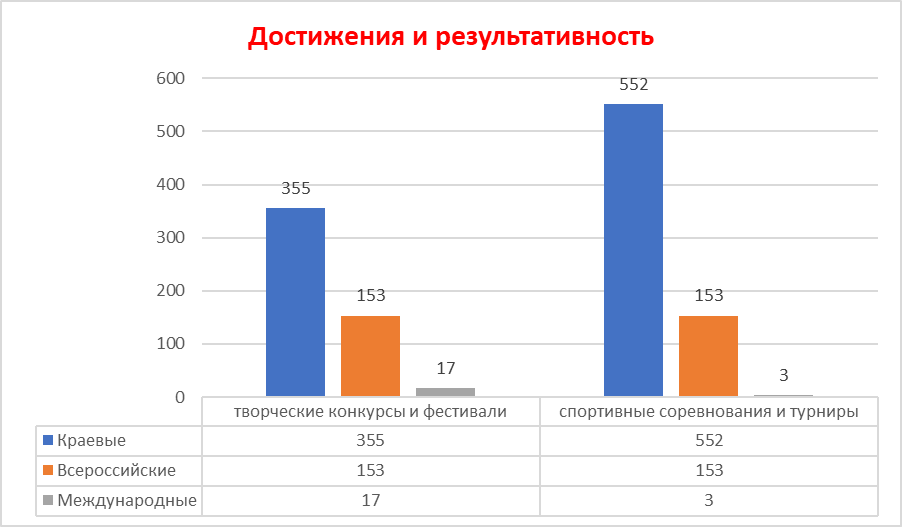 Достижения и результативность
600
500
400
300
200
100
0
355
153
17
552
153
3
творческие конкурсы и фестивали
спортивные соревнования и турниры
Краевые 355 552
Всероссийские 153 153
Международные 17 3